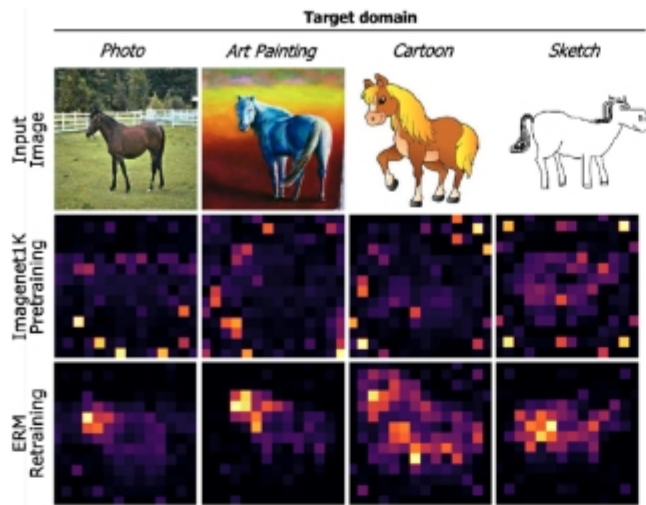 Target domain
Photo Art Painting Cartoon Sketch
Input
Image
Imagenet1K
Pretraining
ERM
Retraining